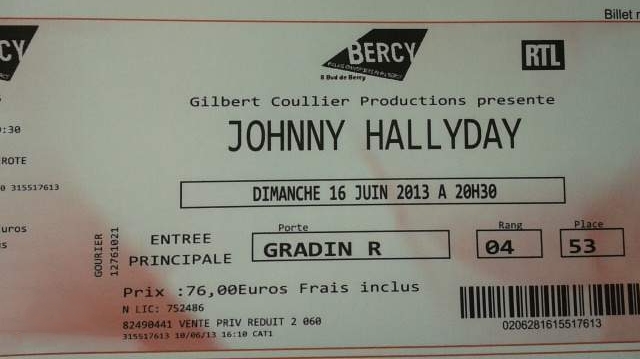 Billet
CY
BERCY
8 Bvd de Bercy
RTL
Gilbert Coullier Productions presente
:30
JOHNNY HALLYDAY
ROTE
0 315517613
DIMANCHE 16 JUIN 2013 A 20H30
uros
s
GOURIER
12761021
ENTREE
PRINCIPALE
Porte
GRADIN R
Rang
04
Place
53
Prix :76,00Euros Frais inclus
N LIC: 752486
82490441 VENTE PRIV REDUIT 2 060
315517613 10/06/13 16:10 CAT1
0206281615517613